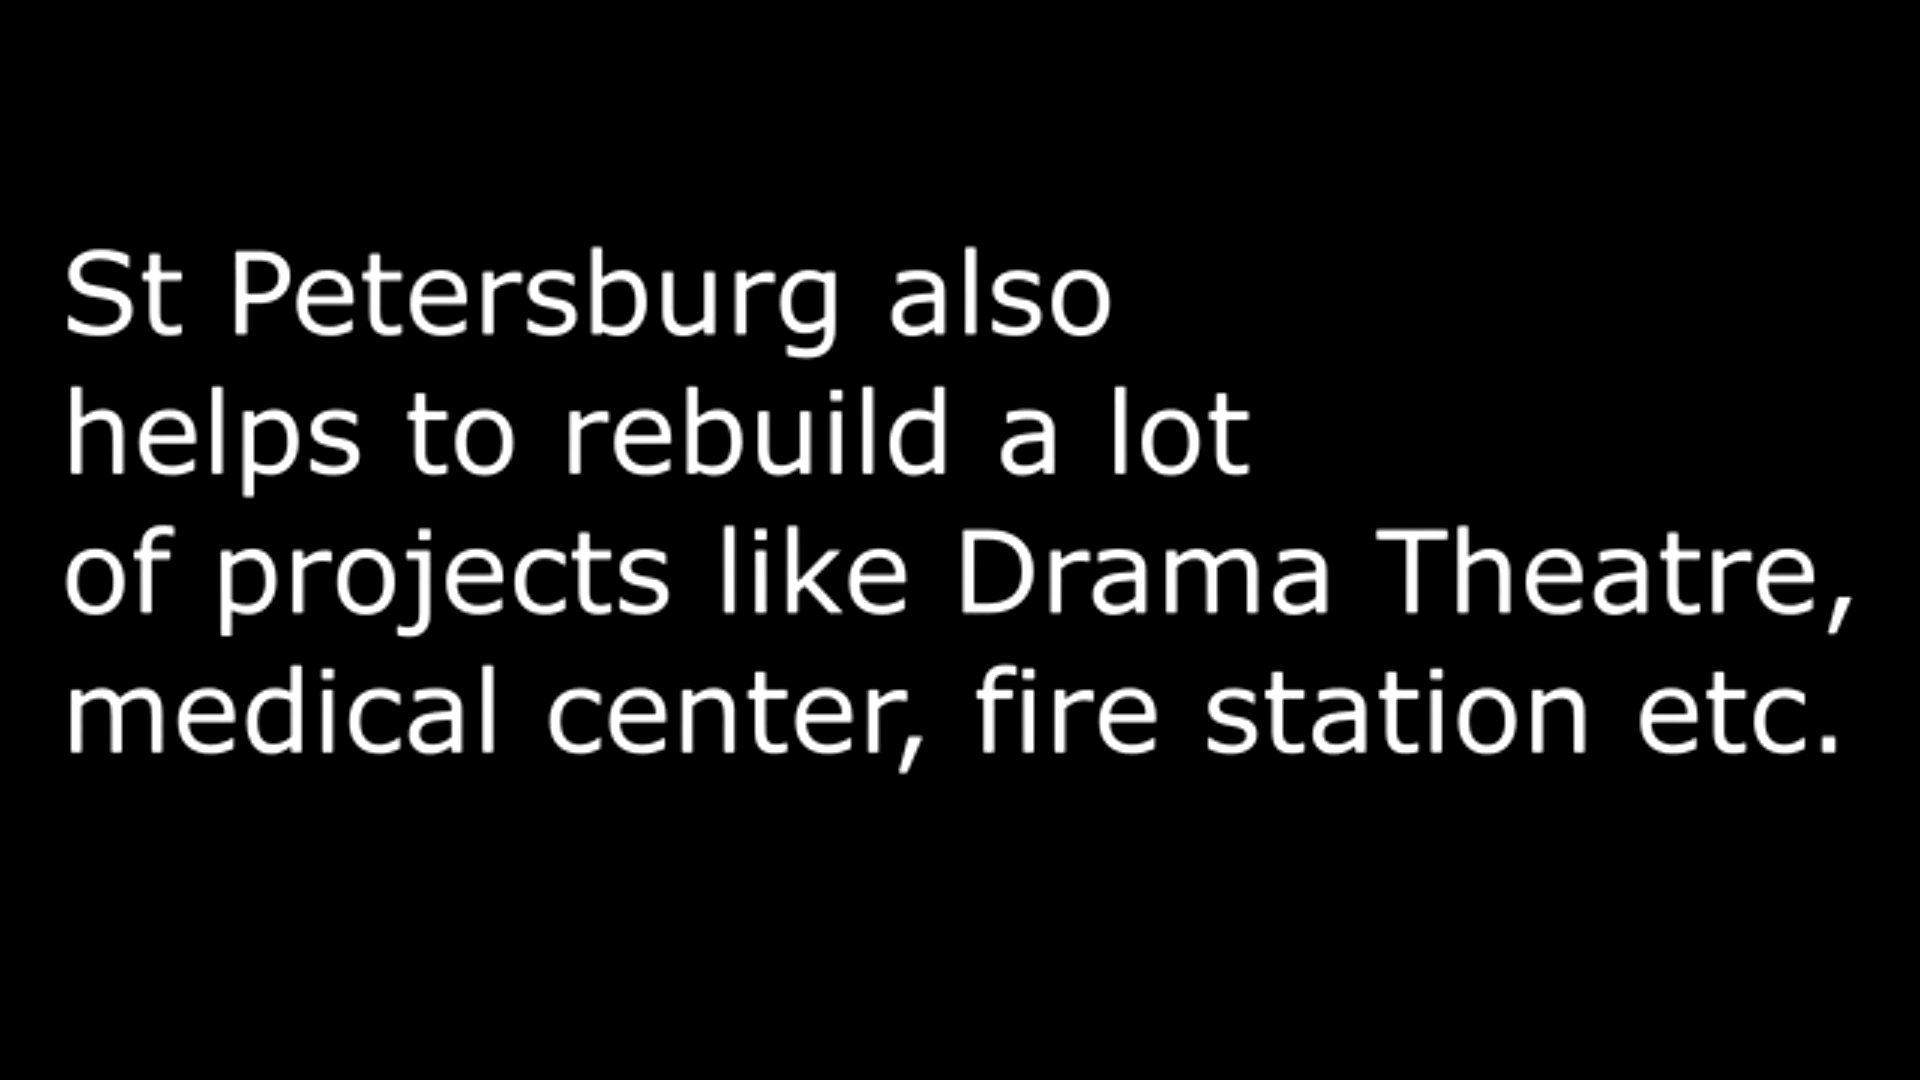 St Petersburg also
helps to rebuild a lot
of projects like Drama Theatre,
medical center, fire station etc.